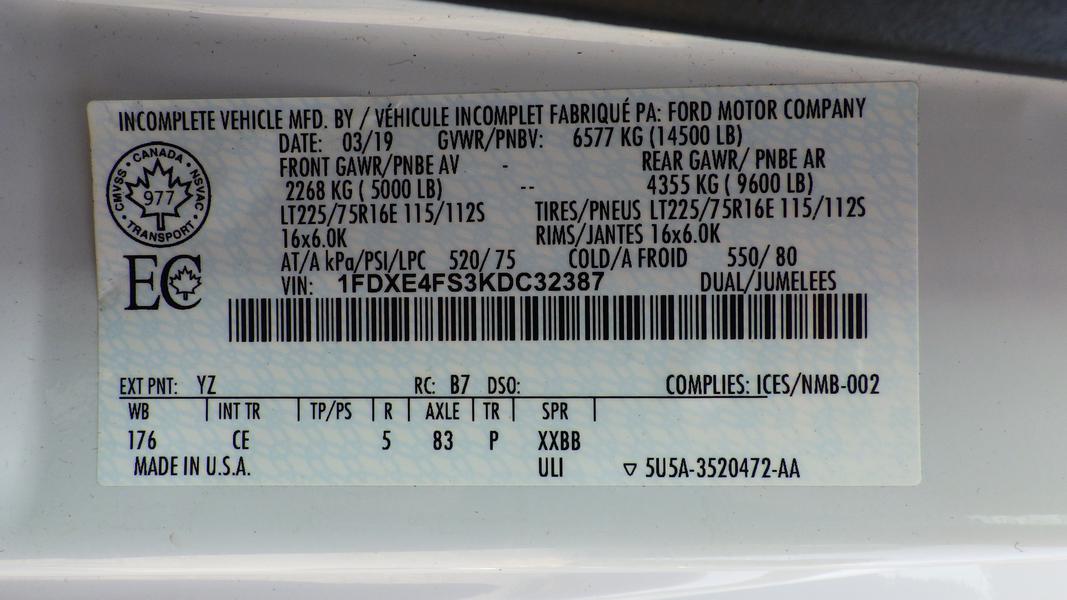 INCOMPLETE VEHICLE MFD. BY / VÉHICULE INCOMPLET FABRIQUÉ PA: FORD MOTOR COMPANY
DATE: 03/19 GVWR/PNBV: 6577 KG (14500 LB)
FRONT GAWR/PNBE AV - REAR GAWR/ PNBE AR
2268 KG ( 5000 LB) -- 4355 KG ( 9600 LB)
LT225/75R16E 115/112S TIRES/PNEUS LT225/75R16E 115/112S
16x6.0K RIMS/JANTES 16x6.0K
AT/A kPa/PSI/LPC 520/ 75 COLD/A FROID 550/ 80
VIN: 1FDXE4FS3KDC32387 DUAL/JUMELEES
CANADA
CMVSS 977 NSVAC
TRANSPORT
EC
EXT PNT: YZ RC: B7 DSO: COMPLIES: ICES/NMB-002
WB | INT TR | TP/PS | R | AXLE | TR | SPR |
176 CE 5 83 P XXBB
MADE IN U.S.A. ULI ▽ 5U5A-3520472-AA